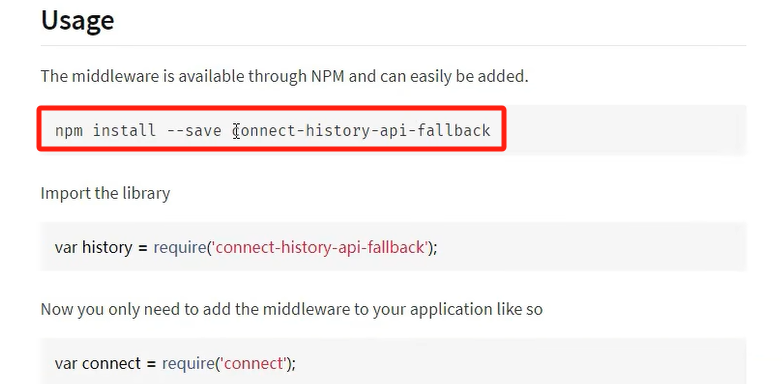 Usage
The middleware is available through NPM and can easily be added.
npm install --save connect-history-api-fallback
Import the library
var history = require('connect-history-api-fallback');
Now you only need to add the middleware to your application like so
var connect = require('connect');